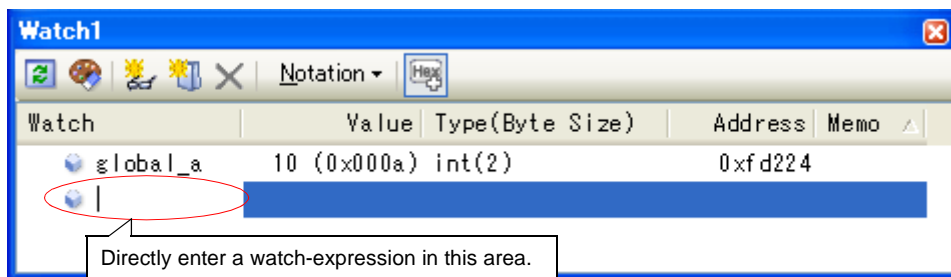 Watch1
Notation Hex
Watch Value Type(Byte Size) Address Memo
global_a 10 (0x000a) int(2) 0xfd224
Directly enter a watch-expression in this area.